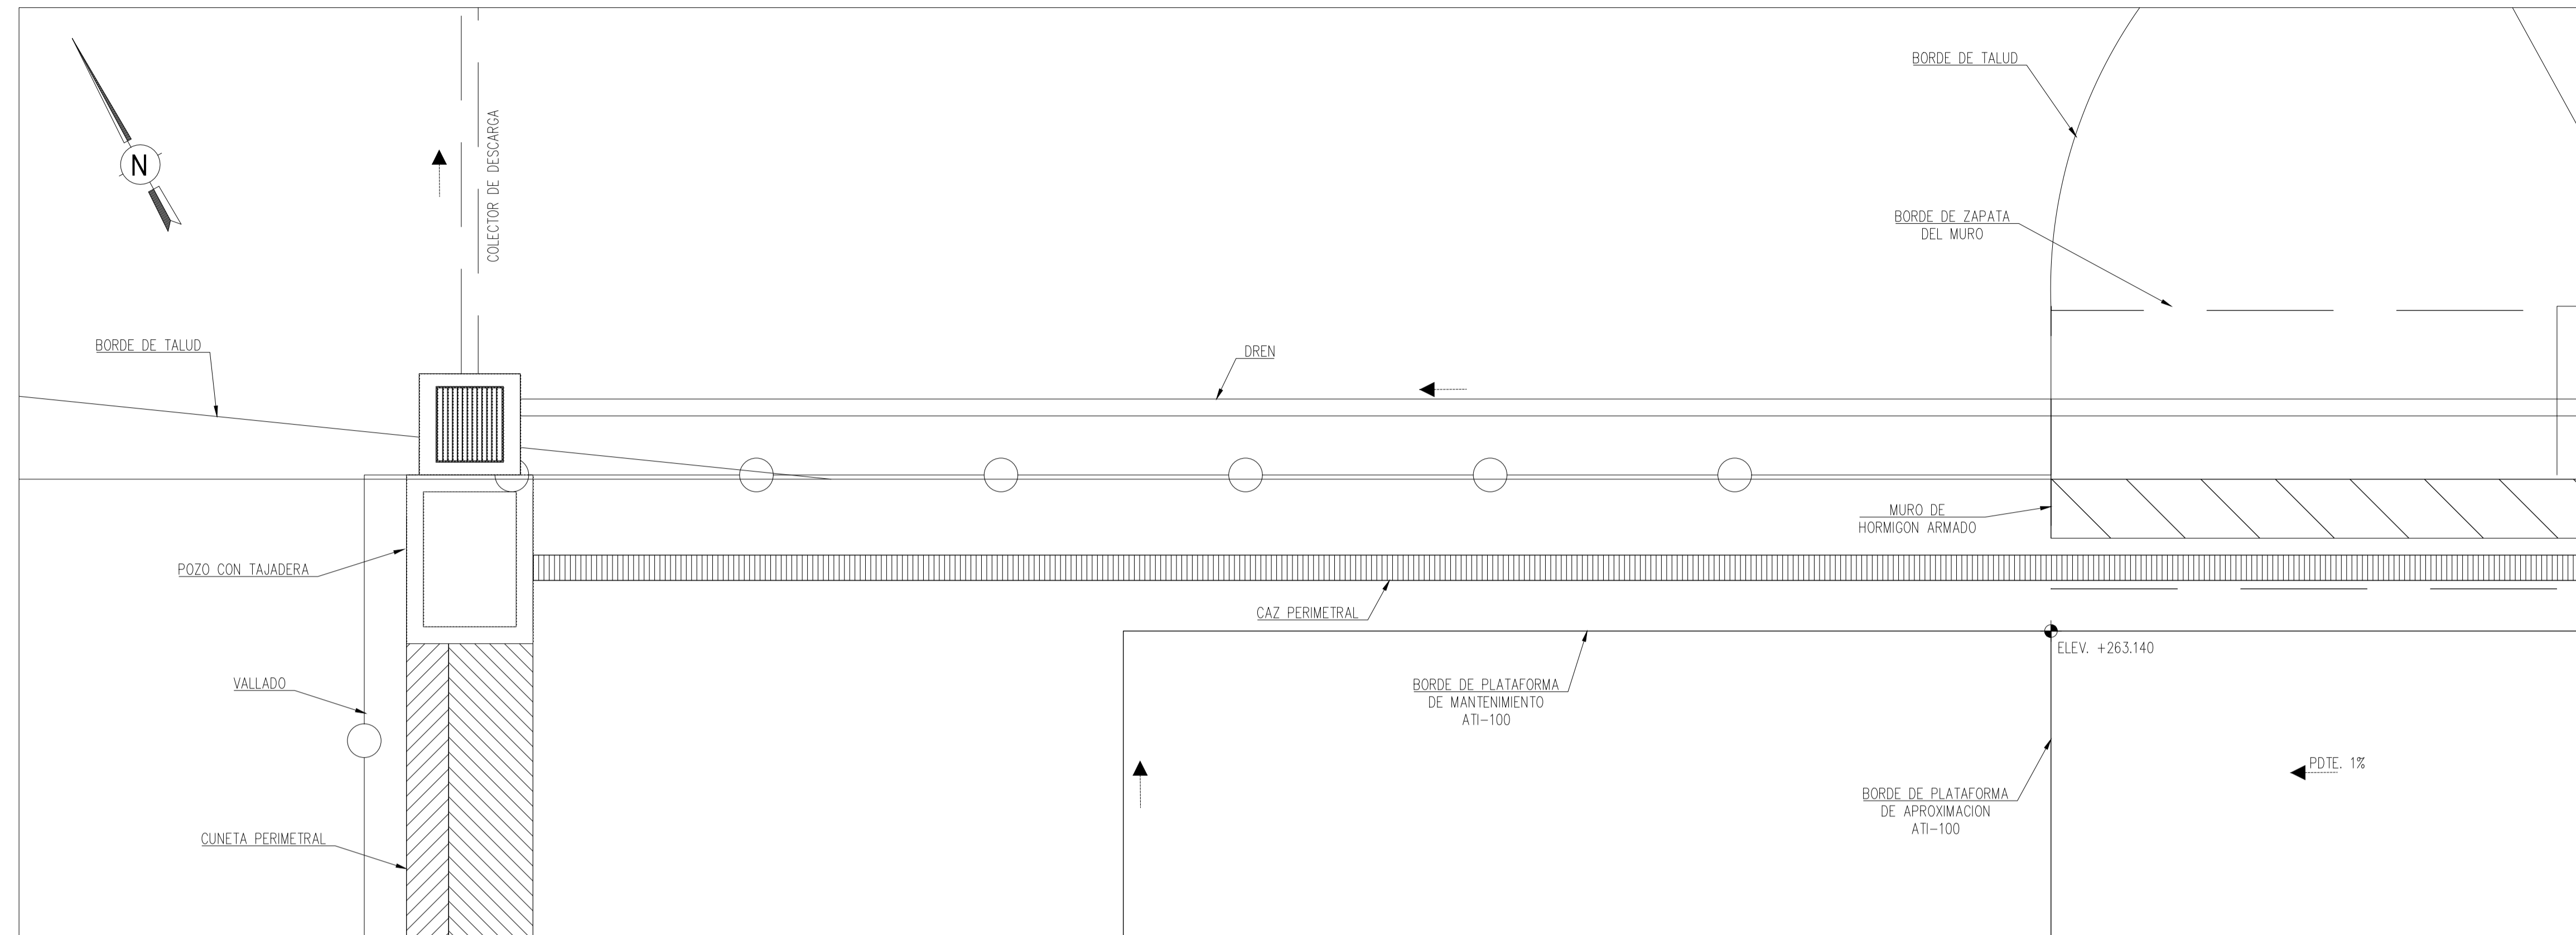 BORDE DE TALUD
N
COLECTOR DE DESCARGA
BORDE DE ZAPATA
DEL MURO
BORDE DE TALUD
DREN
MURO DE
HORMIGON ARMADO
POZO CON TAJADERA
CAZ PERIMETRAL
ELEV. +263.140
VALLADO
BORDE DE PLATAFORMA
DE MANTENIMIENTO
ATI-100
PDTE. 1%
BORDE DE PLATAFORMA
DE APROXIMACION
ATI-100
CUNETA PERIMETRAL